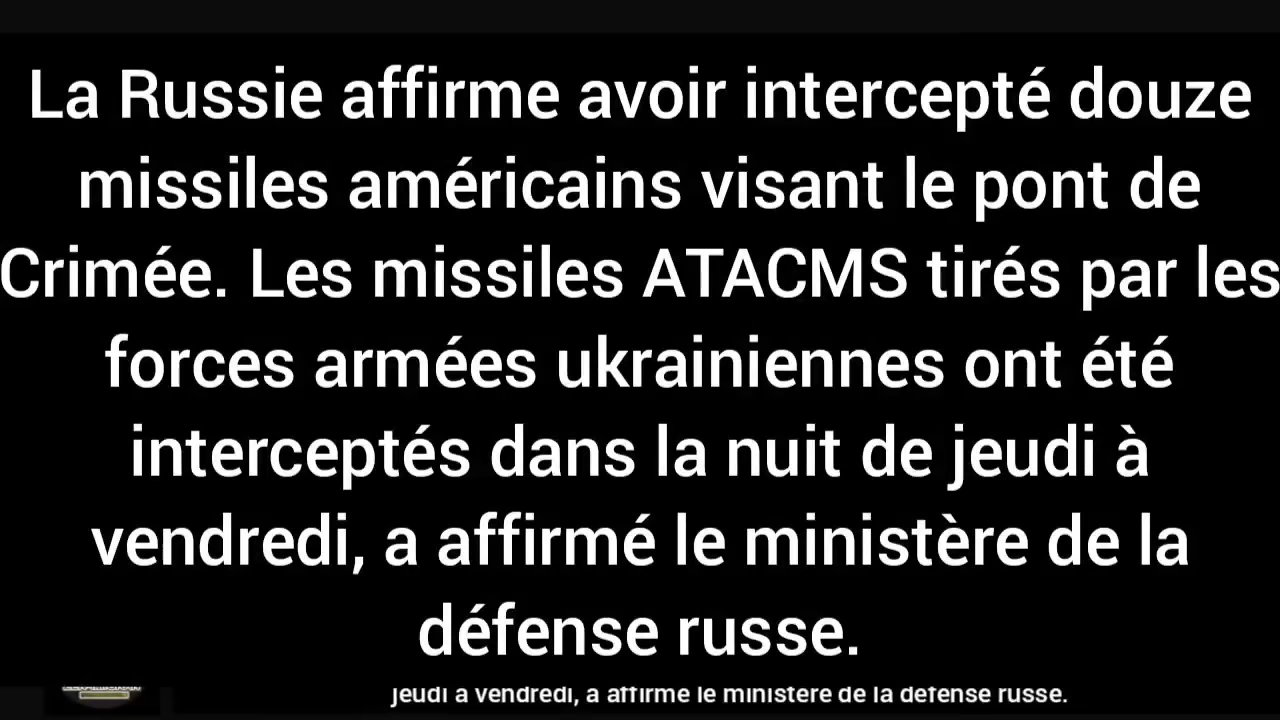 La Russie affirme avoir intercepté douze
missiles américains visant le pont de
Crimée. Les missiles ATACMS tirés par les
forces armées ukrainiennes ont été
interceptés dans la nuit de jeudi à
vendredi, a affirmé le ministère de la
défense russe.
jeudi à vendredi, a affirmé le ministère de la défense russe.